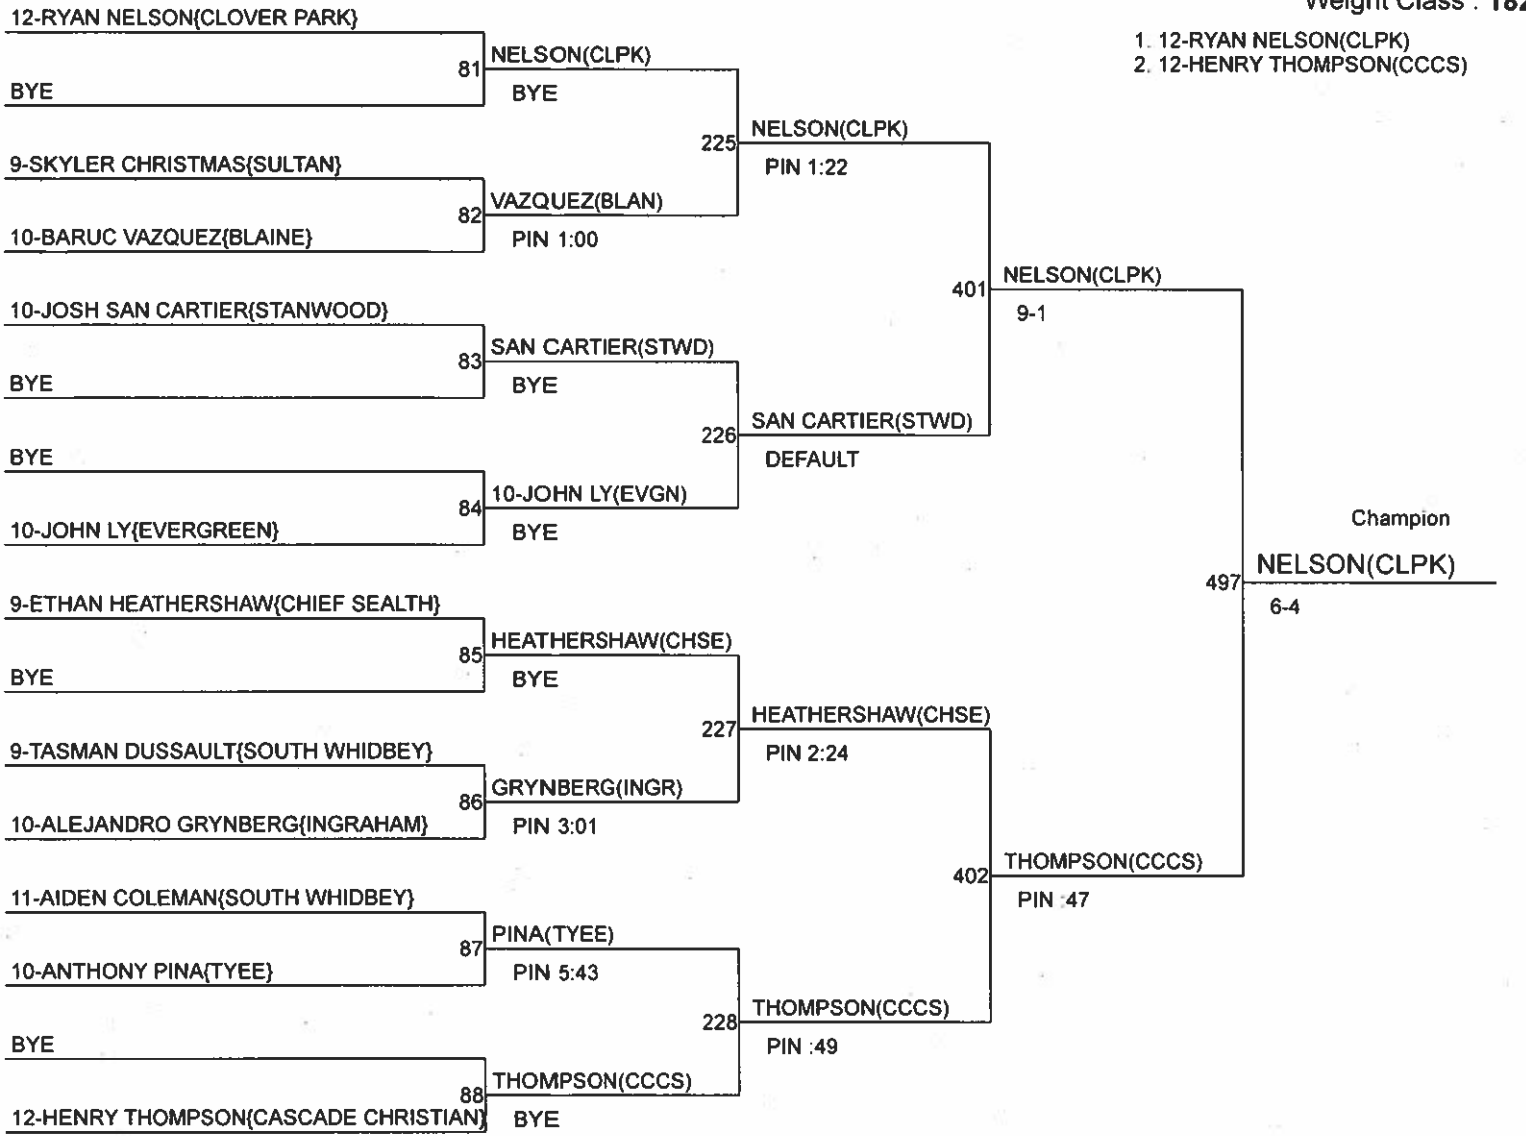 Weight Class : 182
1. 12-RYAN NELSON(CLPK)
2. 12-HENRY THOMPSON(CCCS)
12-RYAN NELSON{CLOVER PARK}
81 NELSON(CLPK)
BYE
BYE
225 NELSON(CLPK)
PIN 1:22
9-SKYLER CHRISTMAS{SULTAN}
82 VAZQUEZ(BLAN)
10-BARUC VAZQUEZ{BLAINE}
PIN 1:00
401 NELSON(CLPK)
9-1
10-JOSH SAN CARTIER{STANWOOD}
83 SAN CARTIER(STWD)
BYE
BYE
226 SAN CARTIER(STWD)
DEFAULT
BYE
84 10-JOHN LY(EVGN)
10-JOHN LY{EVERGREEN}
BYE
Champion
497 NELSON(CLPK)
6-4
9-ETHAN HEATHERSHAW{CHIEF SEALTH}
85 HEATHERSHAW(CHSE)
BYE
BYE
227 HEATHERSHAW(CHSE)
PIN 2:24
9-TASMAN DUSSAULT{SOUTH WHIDBEY}
86 GRYNBERG(INGR)
10-ALEJANDRO GRYNBERG{INGRAHAM}
PIN 3:01
402 THOMPSON(CCCS)
PIN :47
11-AIDEN COLEMAN{SOUTH WHIDBEY}
87 PINA(TYEE)
10-ANTHONY PINA{TYEE}
PIN 5:43
228 THOMPSON(CCCS)
PIN :49
BYE
88 THOMPSON(CCCS)
12-HENRY THOMPSON{CASCADE CHRISTIAN}
BYE